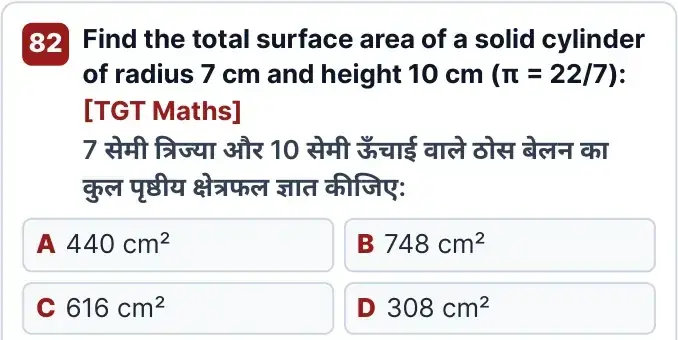 82 Find the total surface area of a solid cylinder
of radius 7 cm and height 10 cm (π = 22/7):
[TGT Maths]
7 सेमी त्रिज्या और 10 सेमी ऊँचाई वाले ठोस बेलन का
कुल पृष्ठीय क्षेत्रफल ज्ञात कीजिए:
A 440 cm² B 748 cm²
C 616 cm² D 308 cm²